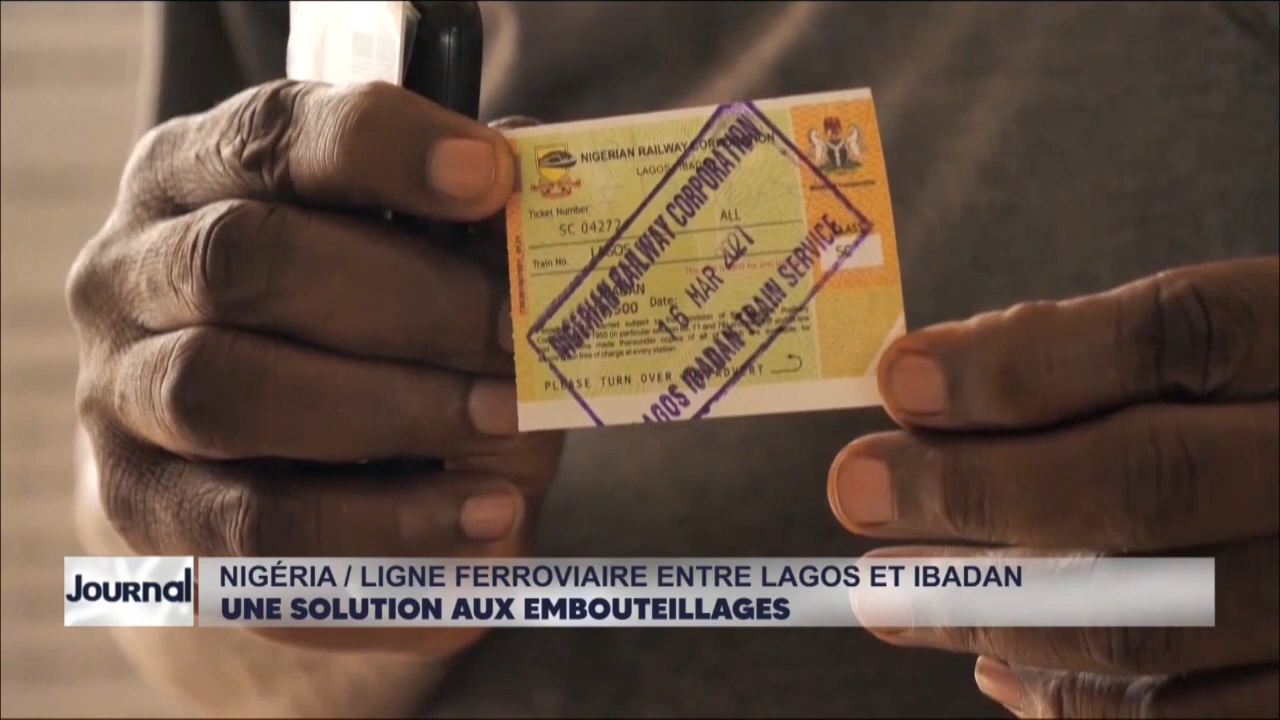 NIGERIAN RAILWAY CORPORATION
LAGOS IBADAN
Ticket Number
SC 04272
ALL
Train No.
LAGOS
CLASS
SC
Date:
PLEASE TURN OVER ADVERT
NIGERIAN RAILWAY CORPORATION
16 MAR 2021
LAGOS IBADAN TRAIN SERVICE
Journal
NIGÉRIA / LIGNE FERROVIAIRE ENTRE LAGOS ET IBADAN
UNE SOLUTION AUX EMBOUTEILLAGES